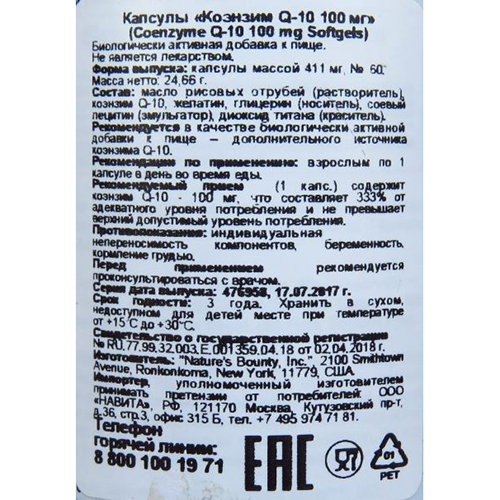 Капсулы «Коэнзим Q-10 100 мг»
(Coenzyme Q-10 100 mg Softgels)
Биологически активная добавка к пище.
Не является лекарством.
Форма выпуска: капсулы массой 411 мг, № 60.
Масса нетто: 24,66 г.
Состав: масло рисовых отрубей (растворитель),
коэнзим Q-10, желатин, глицерин (носитель), соевый
лецитин (эмульгатор), диоксид титана (краситель).
Рекомендуется в качестве биологически активной
добавки к пище – дополнительного источника
коэнзима Q-10.
Рекомендации по применению: взрослым по 1
капсуле в день во время еды.
Рекомендуемый прием (1 капс.) содержит
коэнзим Q-10 - 100 мг, что составляет 333% от
адекватного уровня потребления и не превышает
верхний допустимый уровень потребления.
Противопоказания: индивидуальная
непереносимость компонентов, беременность,
кормление грудью.
Перед применением рекомендуется
проконсультироваться с врачом.
Серия дата выпуска: 476958, 17.07.2017 г.
Срок годности: 3 года. Хранить в сухом,
недоступном для детей месте при температуре
от +15°C до +30°C.
Свидетельство о государственной регистрации
№ RU.77.99.32.003.E.001359.04.18 от 02.04.2018 г.
Изготовитель: "Nature's Bounty, Inc.", 2100 Smithtown
Avenue, Ronkonkoma, New York, 11779, США.
Импортер, уполномоченный изготовителем
принимать претензии от потребителей: ООО
«НАВИТА», РФ, 121170 Москва, Кутузовский пр-т,
д.36, стр.3, офис 315 Б, тел. +7 495 974 71 81.
Телефон
горячей линии:
8 800 100 19 71
EAC
01
PET